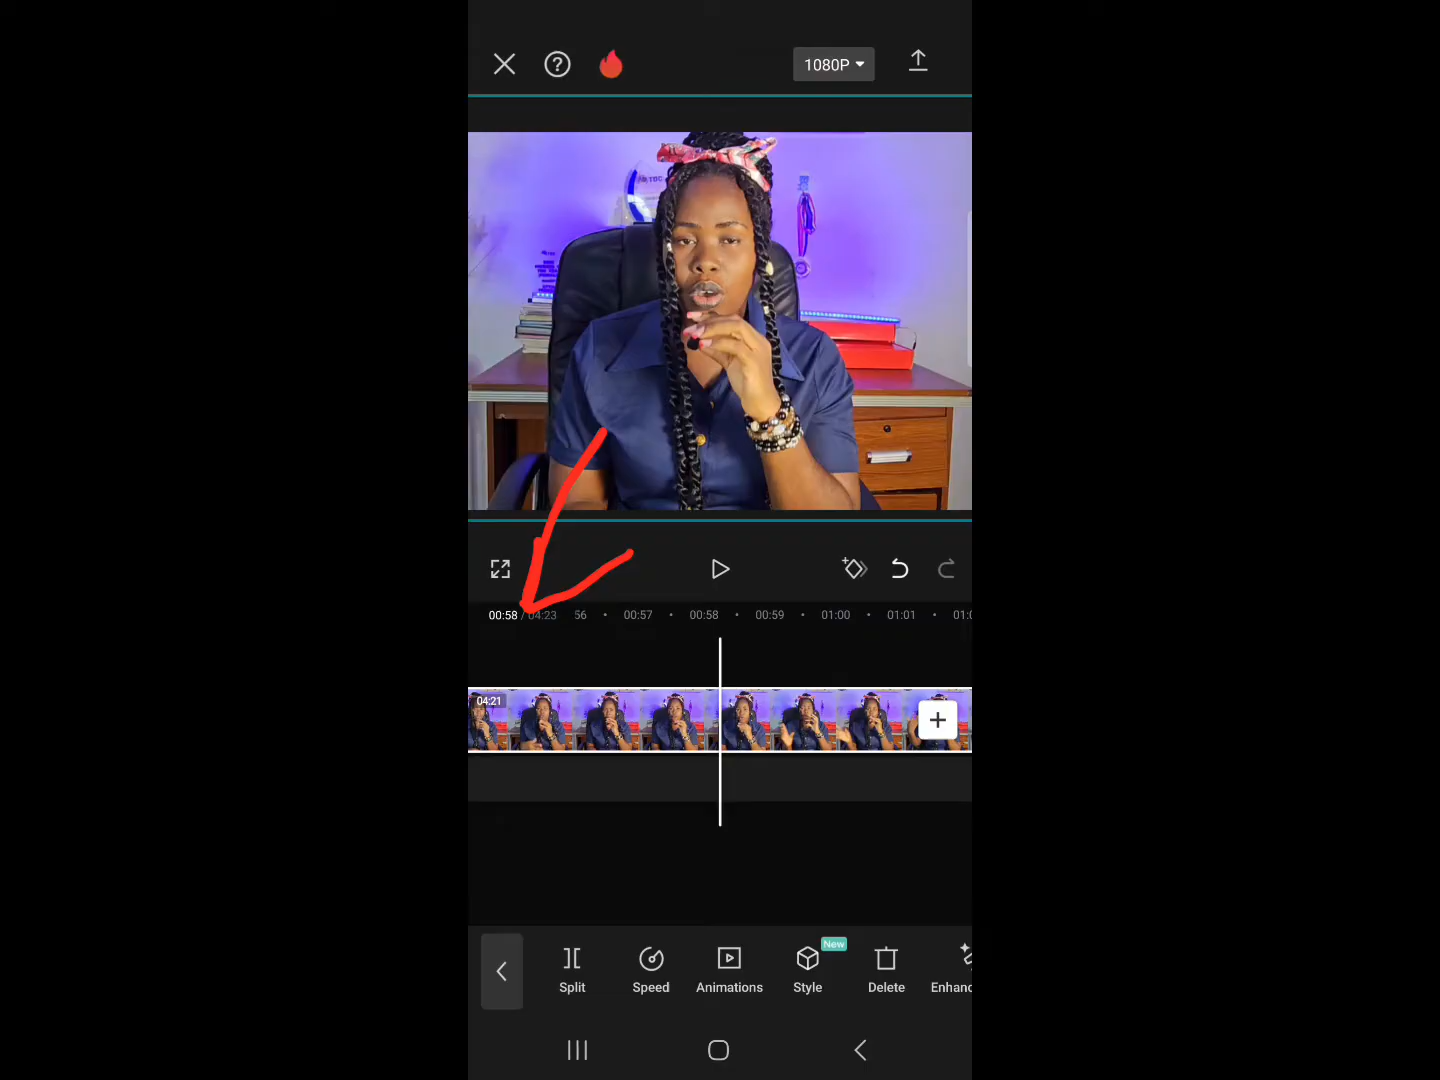 1080P
00:58 / 04:23
56 00:57 00:58 00:59 01:00 01:01
04:21
New
Split Speed Animations Style Delete Enhanc